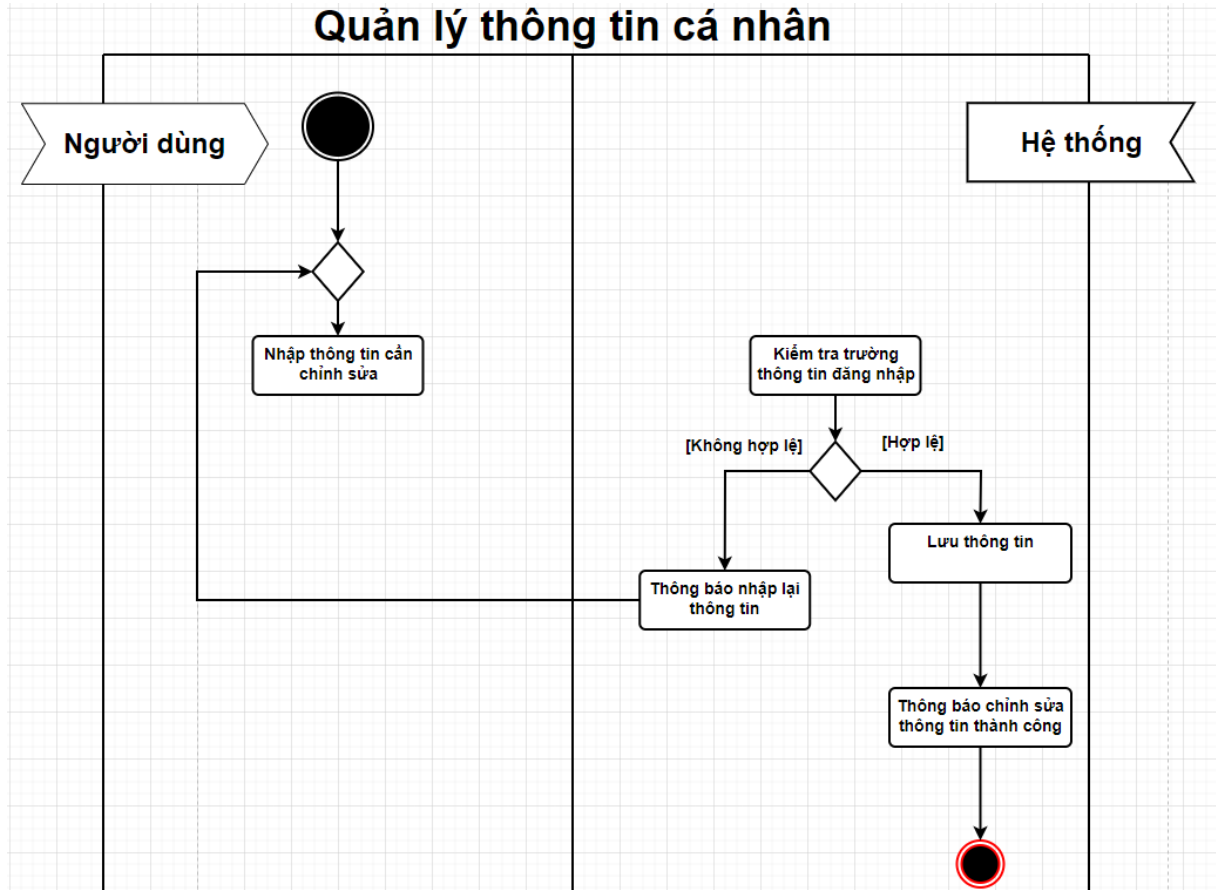 Quản lý thông tin cá nhân
Người dùng
Hệ thống
Nhập thông tin cần
chỉnh sửa
Kiểm tra trường
thông tin đăng nhập
[Không hợp lệ]
[Hợp lệ]
Lưu thông tin
Thông báo nhập lại
thông tin
Thông báo chỉnh sửa
thông tin thành công